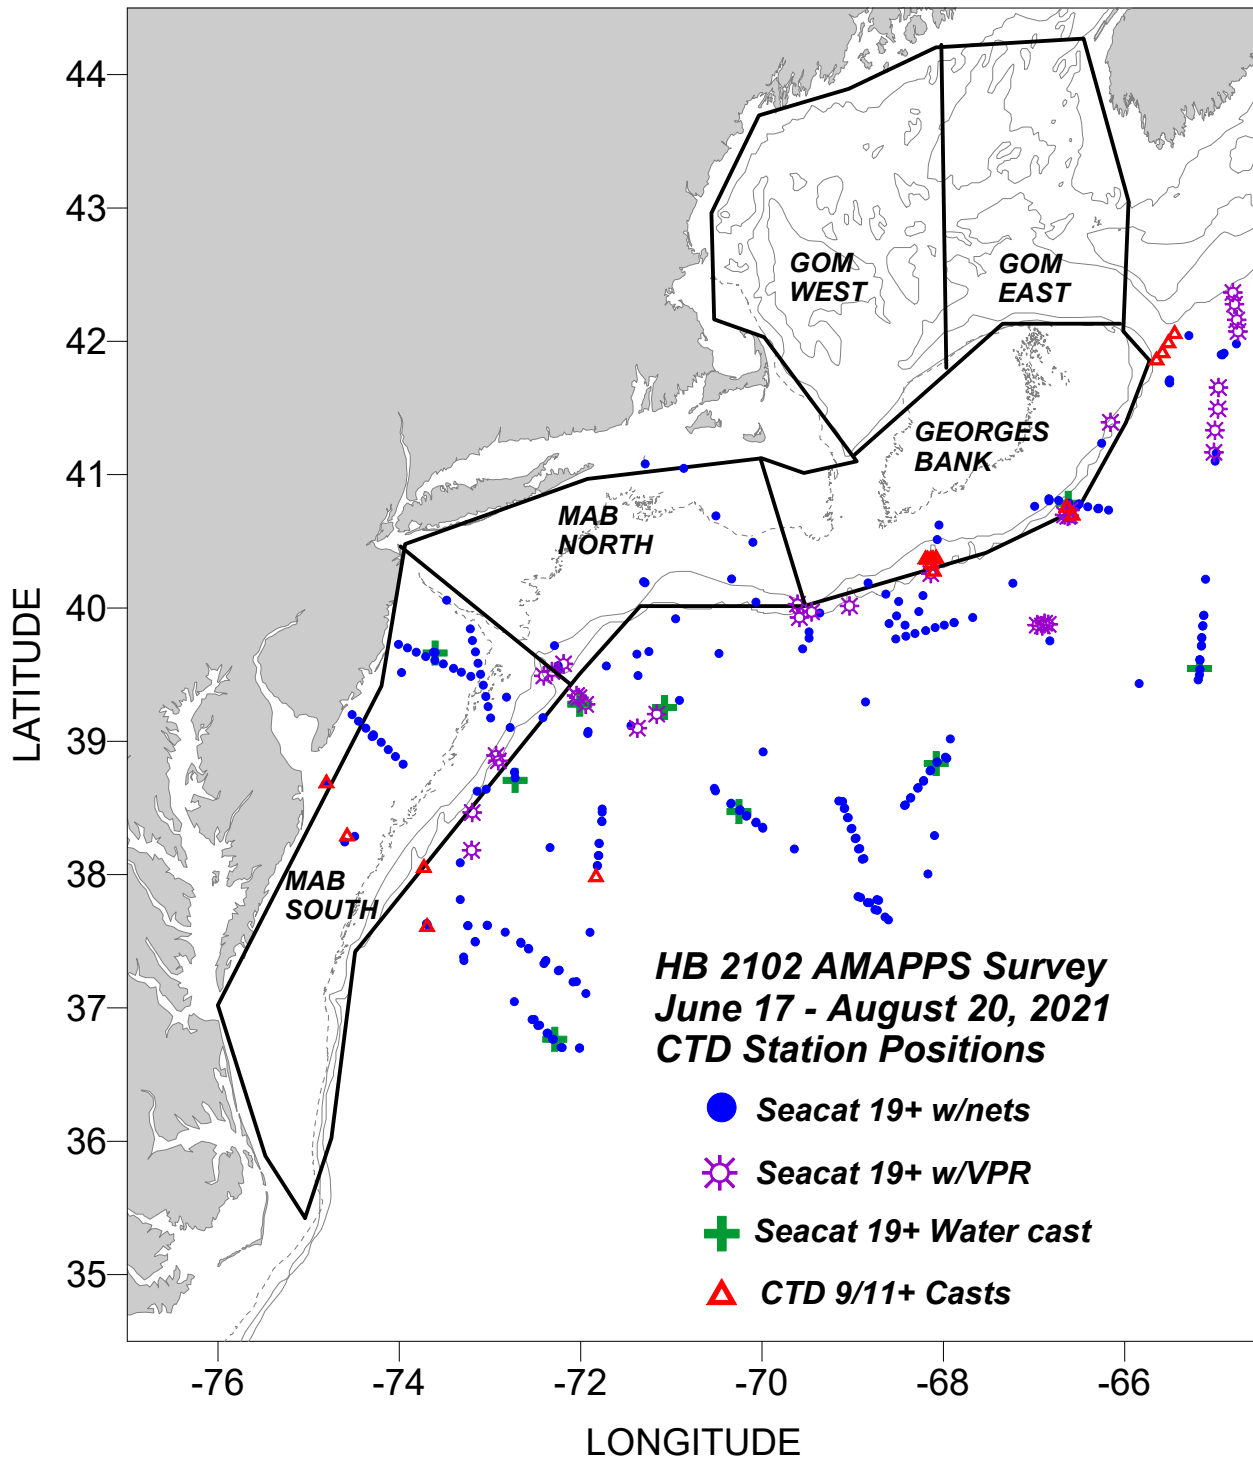 44
43
42
41
40
39
38
37
36
35
LATITUDE
GOM
WEST
GOM
EAST
GEORGES
BANK
MAB
NORTH
MAB
SOUTH
HB 2102 AMAPPS Survey
June 17 - August 20, 2021
CTD Station Positions
Seacat 19+ w/nets
Seacat 19+ w/VPR
Seacat 19+ Water cast
CTD 9/11+ Casts
-76
-74
-72
-70
-68
-66
LONGITUDE